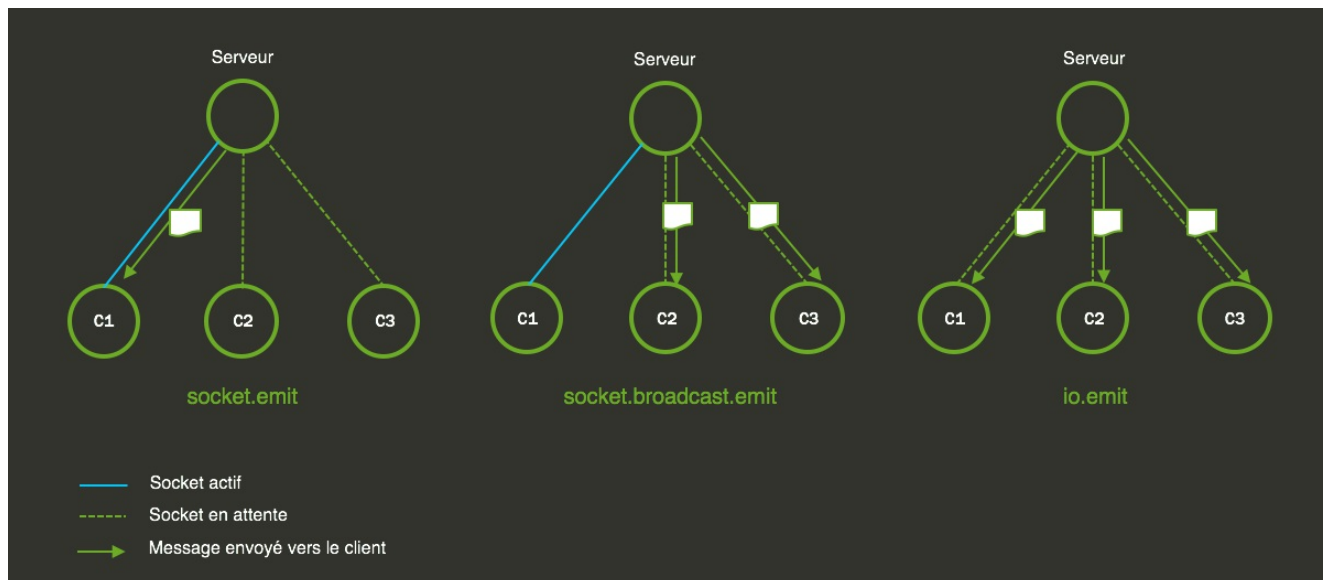 Serveur
Serveur
Serveur
C1
C2
C3
C1
C2
C3
C1
C2
C3
socket.emit
socket.broadcast.emit
io.emit
Socket actif
Socket en attente
Message envoyé vers le client